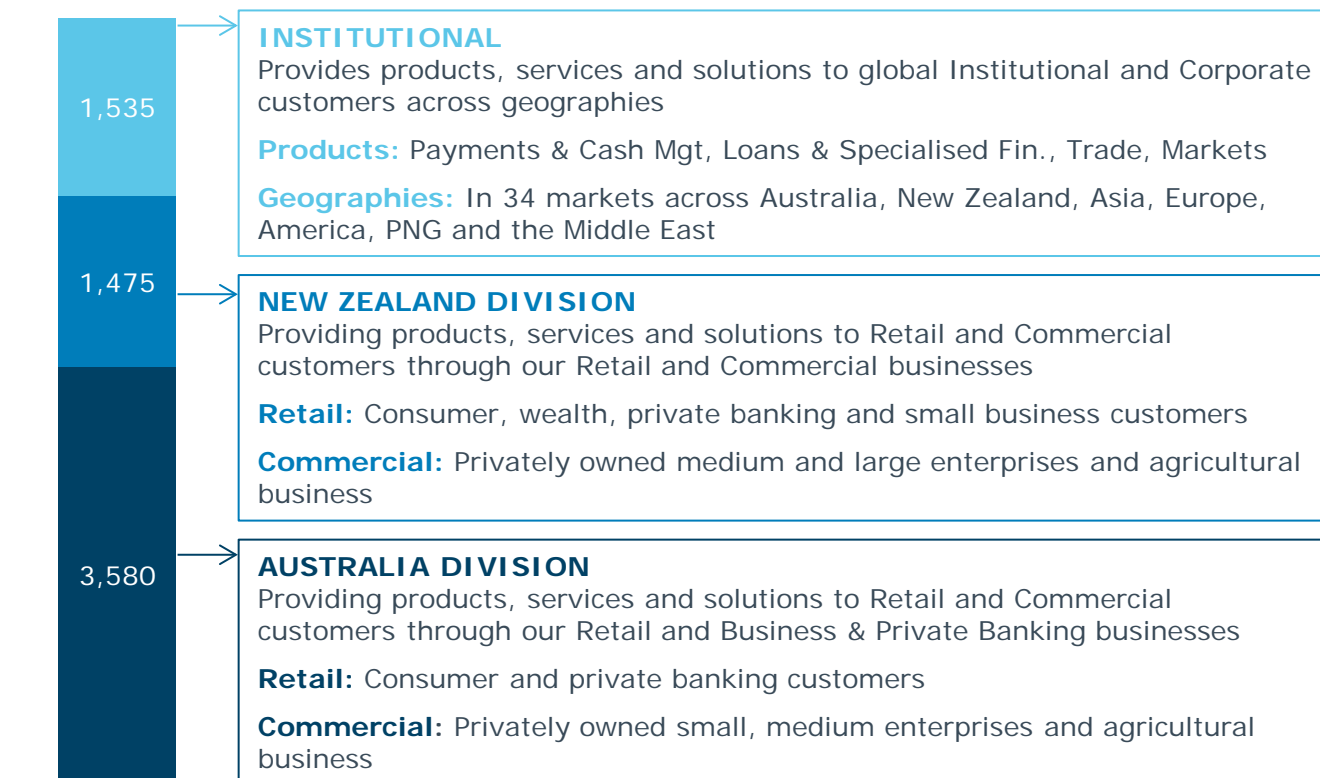 1,535
INSTITUTIONAL
Provides products, services and solutions to global Institutional and Corporate
customers across geographies
Products: Payments & Cash Mgt, Loans & Specialised Fin., Trade, Markets
Geographies: In 34 markets across Australia, New Zealand, Asia, Europe,
America, PNG and the Middle East
1,475
NEW ZEALAND DIVISION
Providing products, services and solutions to Retail and Commercial
customers through our Retail and Commercial businesses
Retail: Consumer, wealth, private banking and small business customers
Commercial: Privately owned medium and large enterprises and agricultural
business
3,580
AUSTRALIA DIVISION
Providing products, services and solutions to Retail and Commercial
customers through our Retail and Business & Private Banking businesses
Retail: Consumer and private banking customers
Commercial: Privately owned small, medium enterprises and agricultural
business